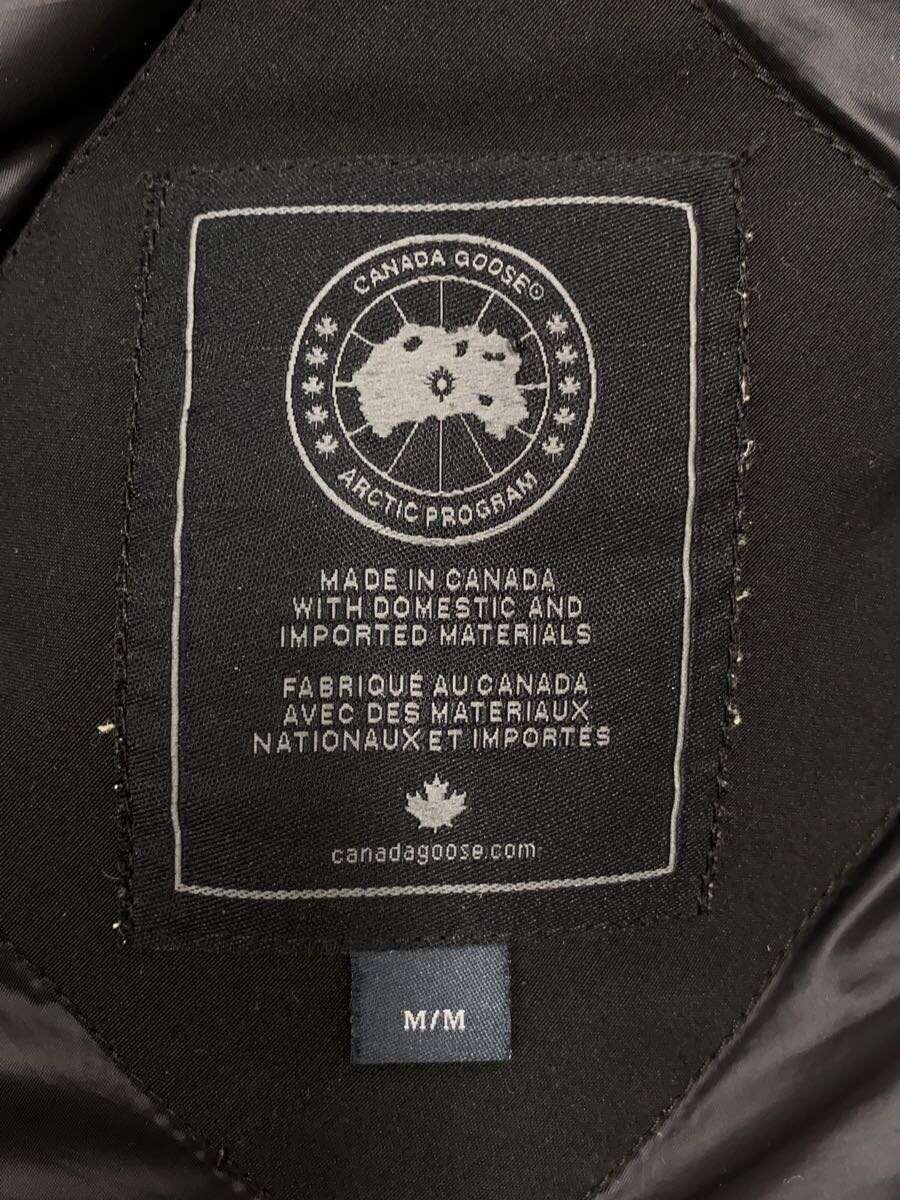 CANADA GOOSE®
ARCTIC PROGRAM
MADE IN CANADA
WITH DOMESTIC AND
IMPORTED MATERIALS
FABRIQUÉ AU CANADA
AVEC DES MATERIAUX
NATIONAUX ET IMPORTÉS
canadagoose.com
M/M